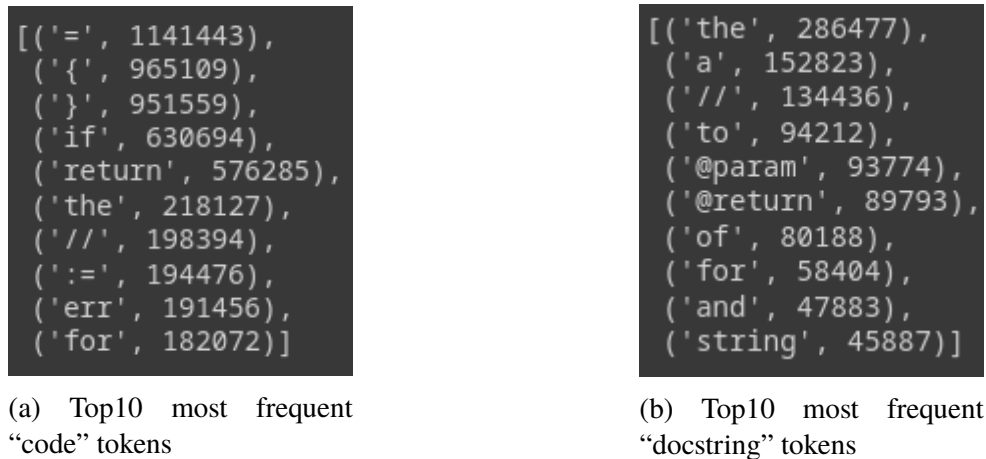 [('=', 1141443),
('{', 965109),
('}', 951559),
('if', 630694),
('return', 576285),
('the', 218127),
('//', 198394),
(':=', 194476),
('err', 191456),
('for', 182072)]
(a) Top10 most frequent
“code” tokens
[('the', 286477),
('a', 152823),
('//', 134436),
('to', 94212),
('@param', 93774),
('@return', 89793),
('of', 80188),
('for', 58404),
('and', 47883),
('string', 45887)]
(b) Top10 most frequent
“docstring” tokens